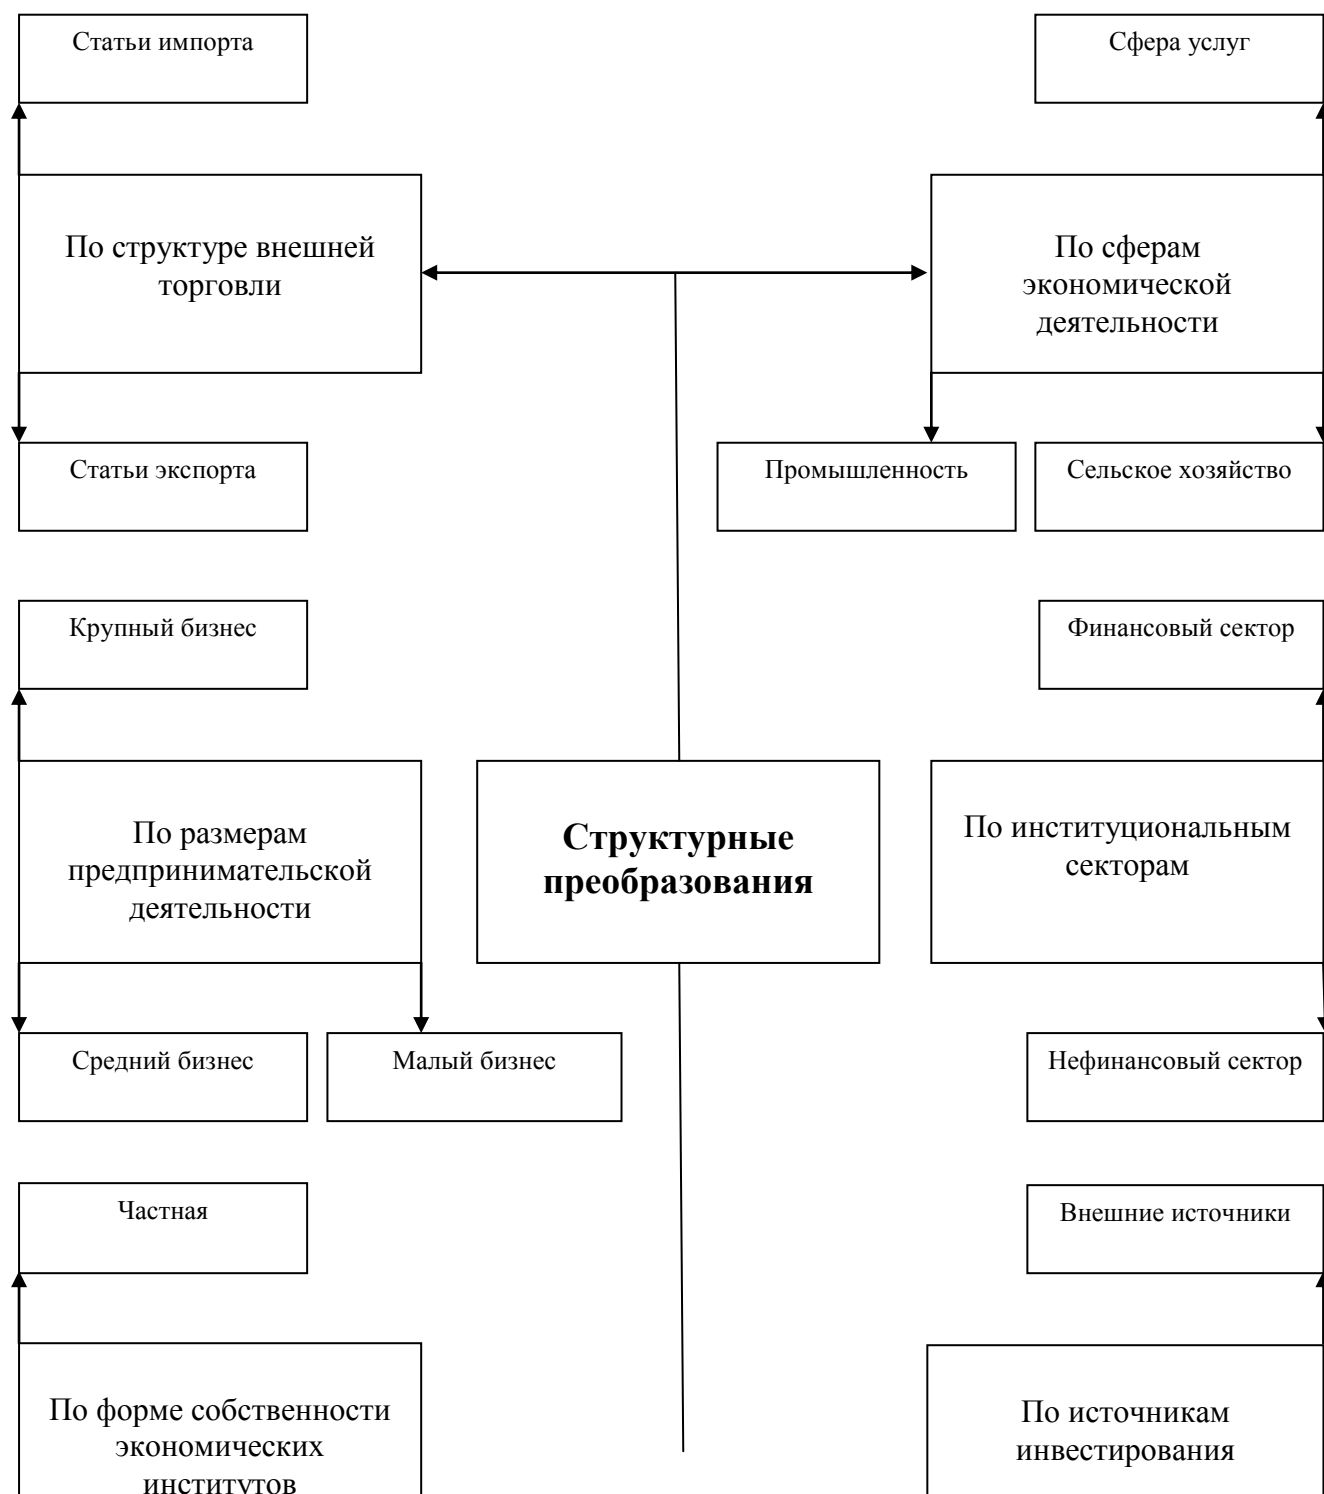 Статьи импорта
Сфера услуг
По структуре внешней
торговли
По сферам
экономической
деятельности
Статьи экспорта
Промышленность
Сельское хозяйство
Крупный бизнес
Финансовый сектор
По размерам
предпринимательской
деятельности
Структурные
преобразования
По институциональным
секторам
Средний бизнес
Малый бизнес
Нефинансовый сектор
Частная
Внешние источники
По форме собственности
экономических
институтов
По источникам
инвестирования